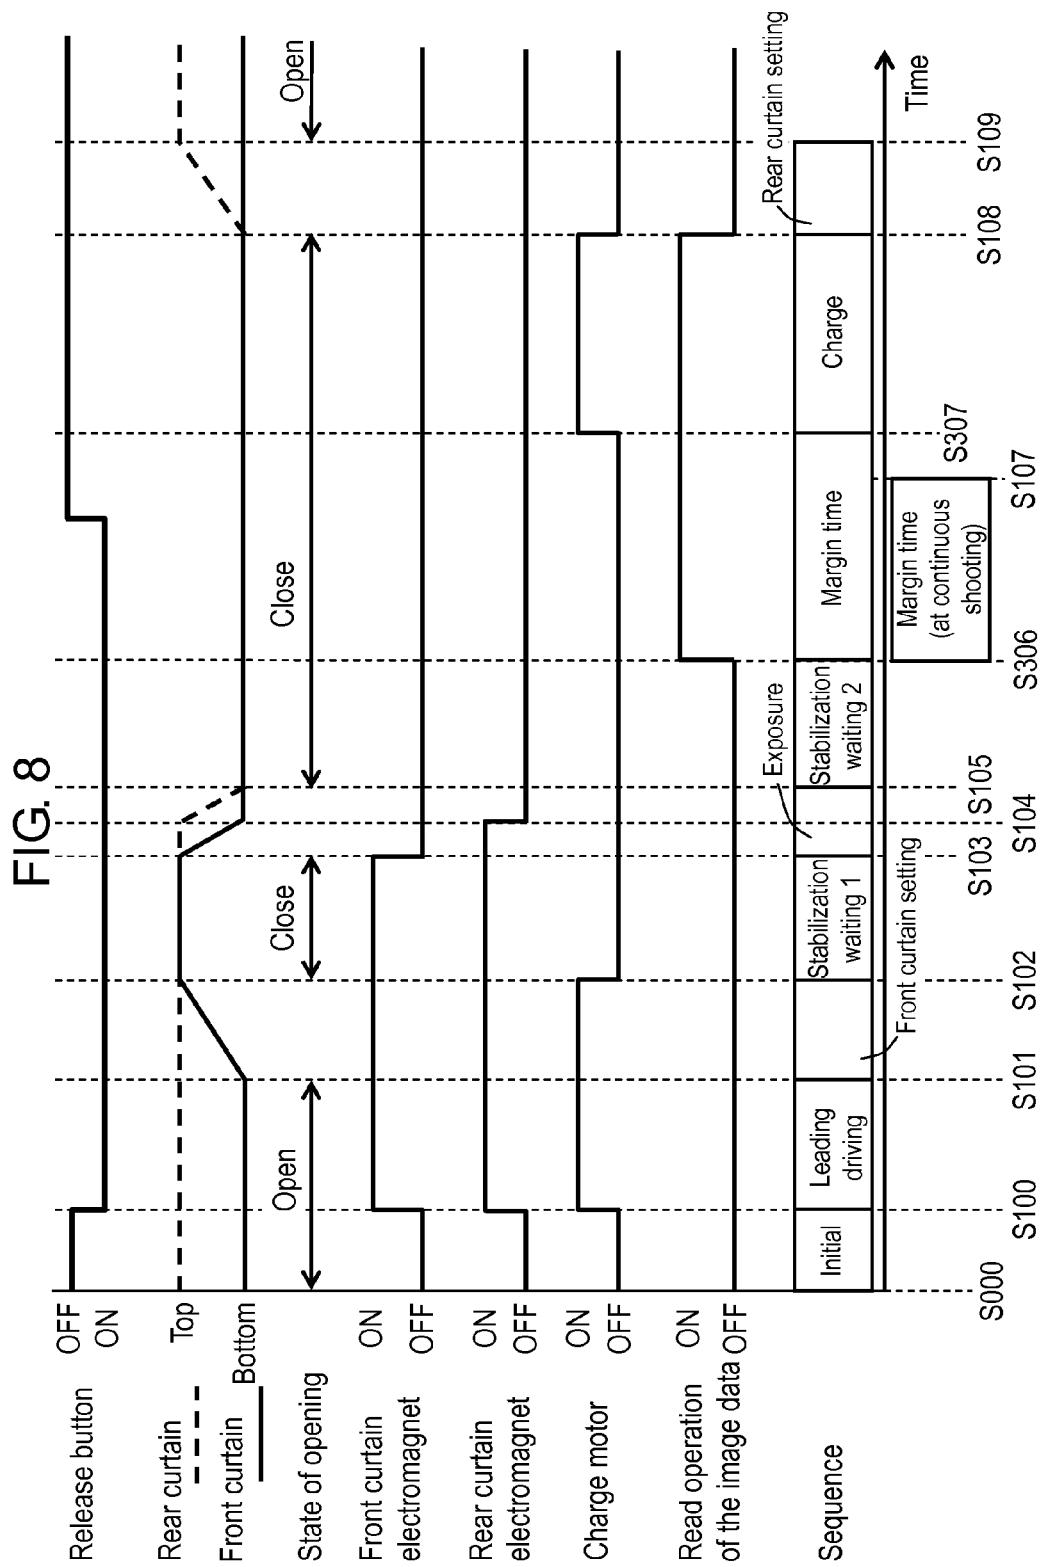 FIG. 8
Release button
OFF
ON
Rear curtain
Top
Front curtain
Bottom
State of opening
Open
Close
Close
Open
Front curtain
electromagnet
ON
OFF
Rear curtain
electromagnet
ON
OFF
Charge motor
ON
OFF
Read operation
of the image data
ON
OFF
Sequence
Initial
Leading
driving
Front curtain setting
Stabilization
waiting 1
Exposure
Stabilization
waiting 2
Margin time
Charge
Rear curtain setting
Margin time
(at continuous
shooting)
Time
S000
S100
S101
S102
S103
S104
S105
S306
S107
S307
S108
S109